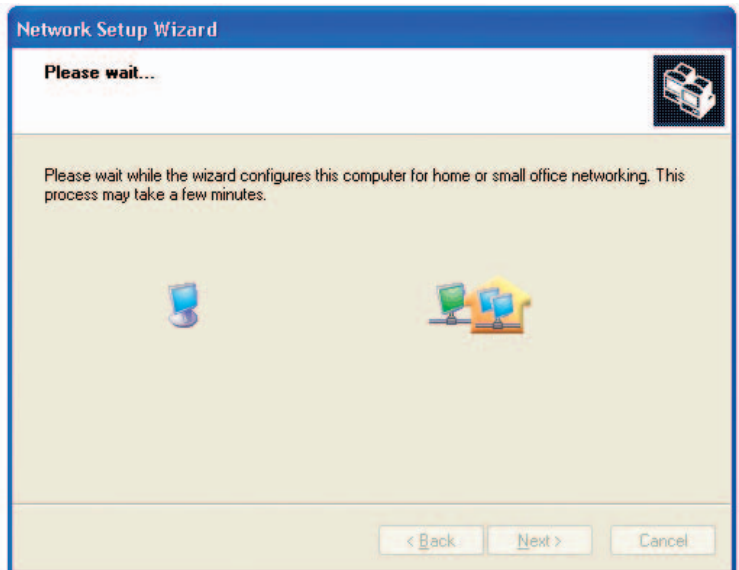 Network Setup Wizard
Please wait...
Please wait while the wizard configures this computer for home or small office networking. This
process may take a few minutes.
< Back
Next >
Cancel